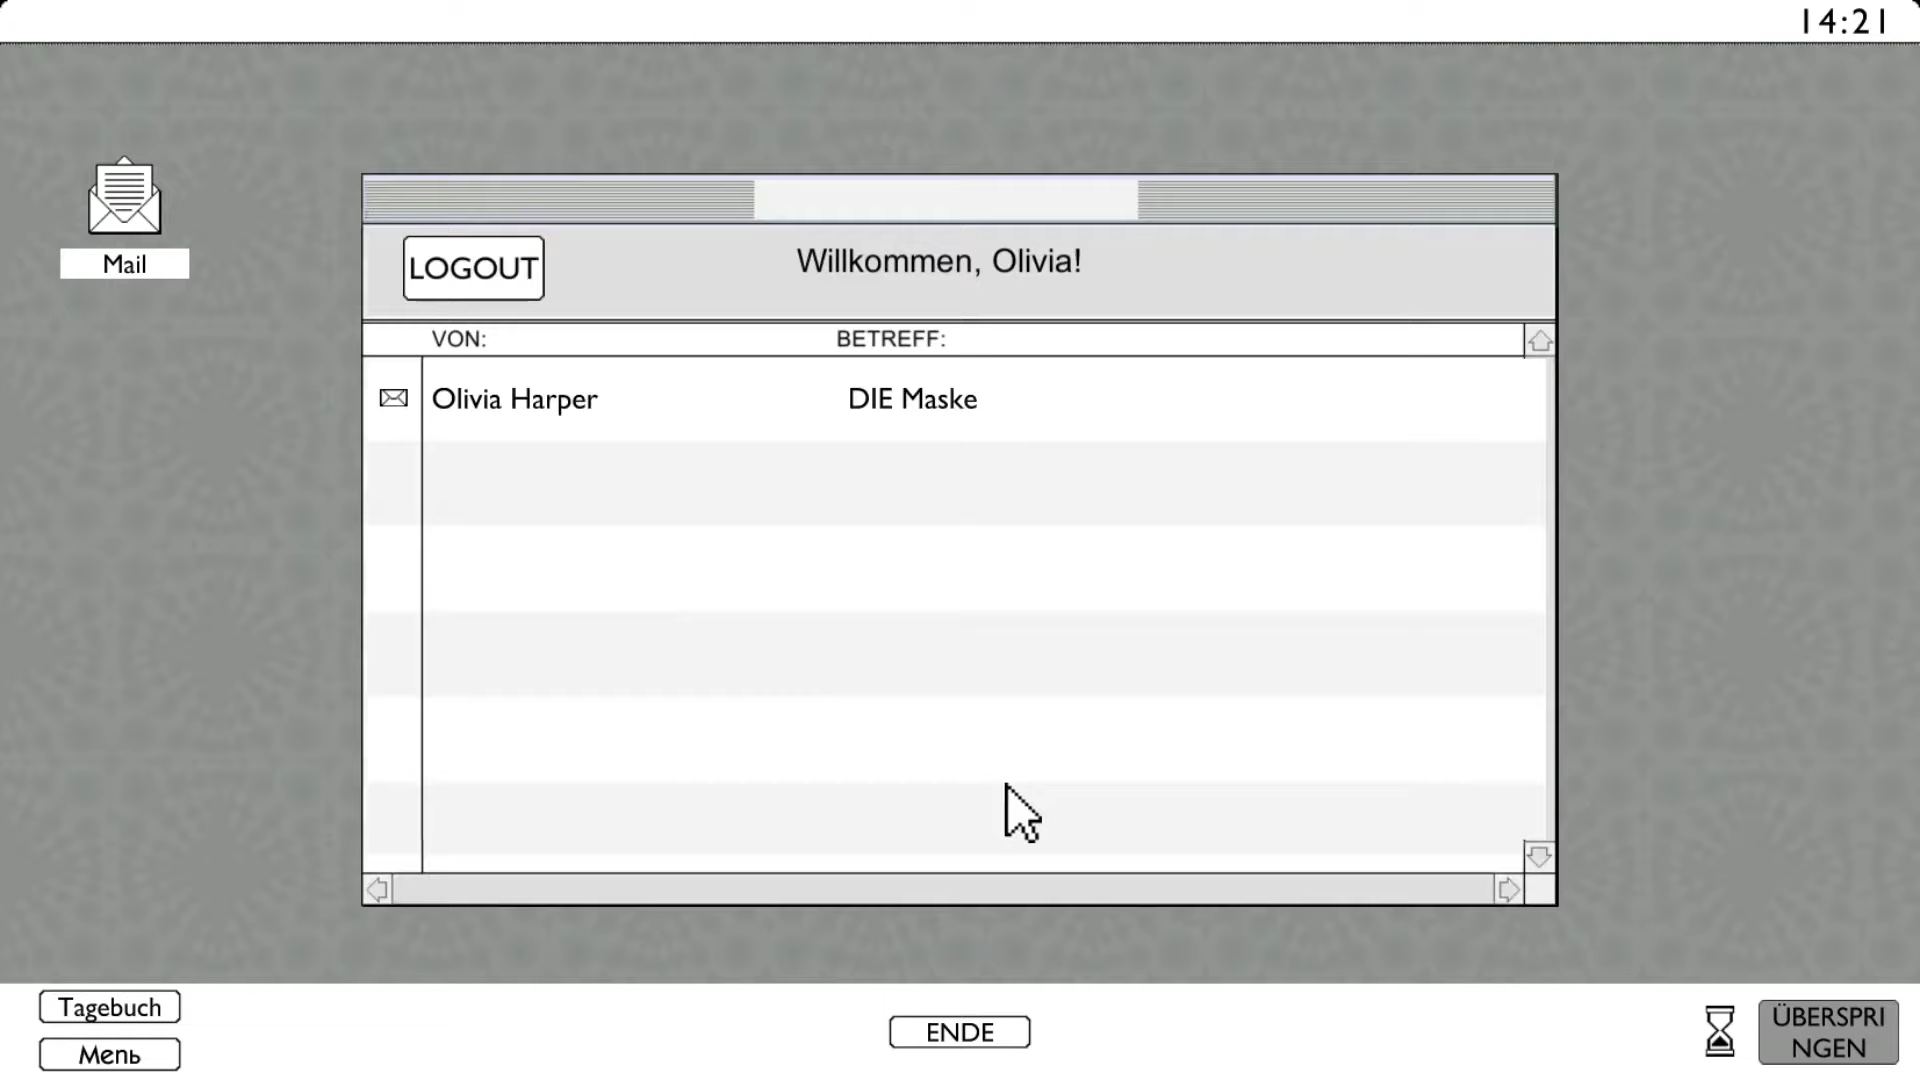 14:21
Mail
LOGOUT
Willkommen, Olivia!
VON:
BETREFF:
Olivia Harper
DIE Maske
Tagebuch
Menь
ENDE
ÜBERSPRI
NGEN